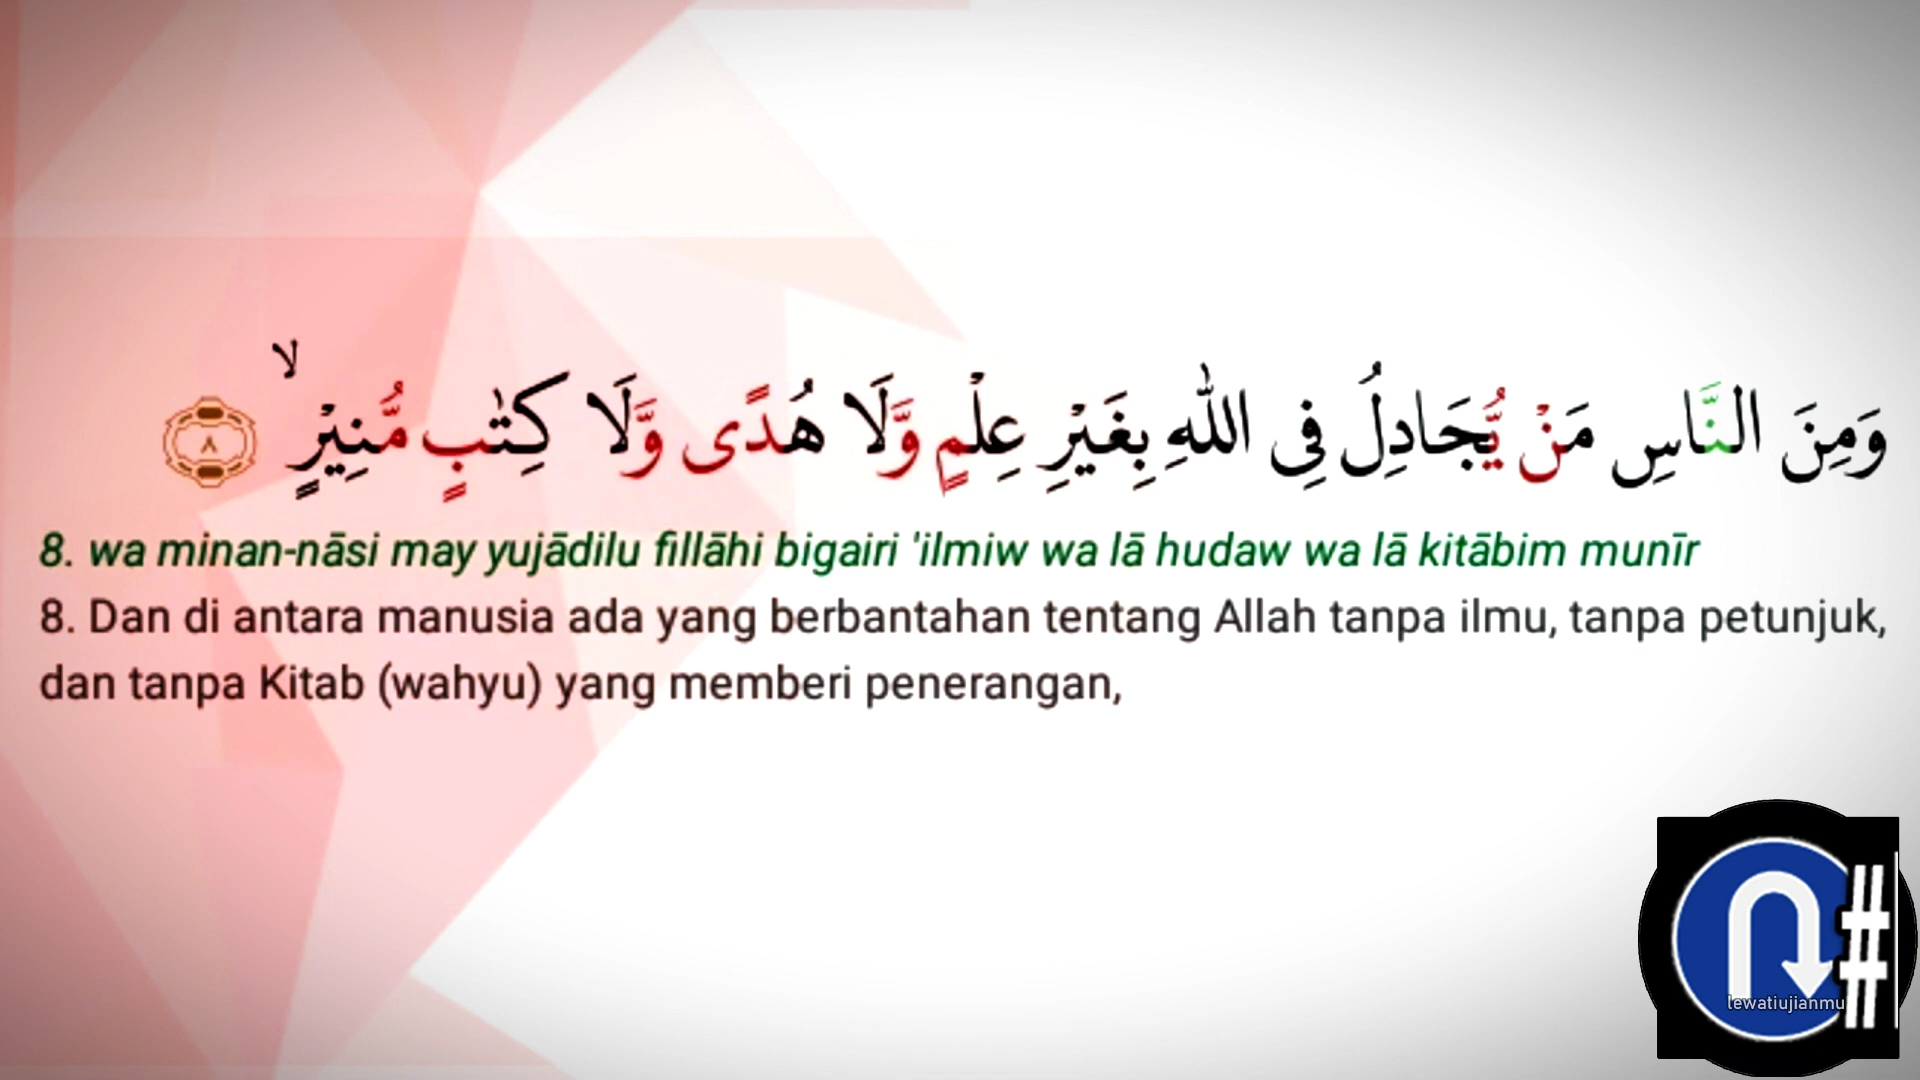 وَمِنَ النَّاسِ مَنْ يُّجَادِلُ فِى اللّٰهِ بِغَيْرِ عِلْمٍ وَّلَا هُدًى وَّلَا كِتٰبٍ مُّنِيْرٍ ۙ ٨
8. wa minan-nāsi may yujādilu fillāhi bigairi 'ilmiw wa lā hudaw wa lā kitābim munīr
8. Dan di antara manusia ada yang berbantahan tentang Allah tanpa ilmu, tanpa petunjuk,
dan tanpa Kitab (wahyu) yang memberi penerangan,
##
lewatiujianmu